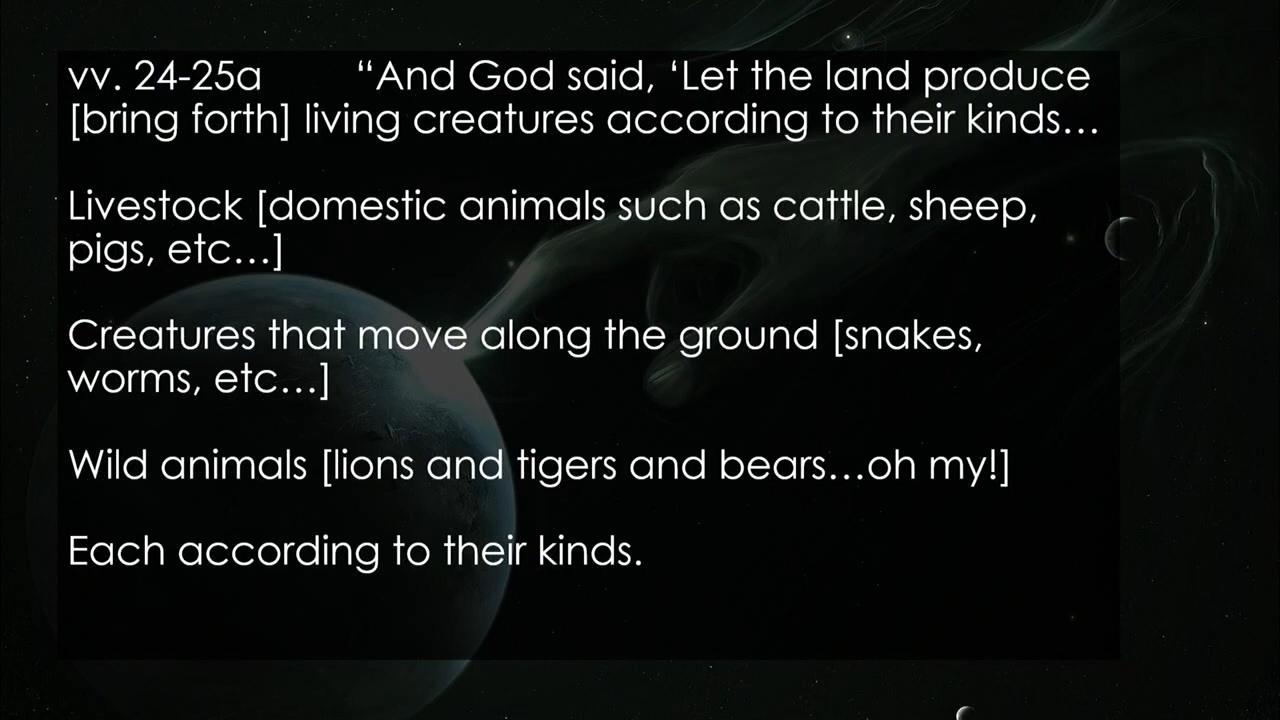 vv. 24-25a “And God said, ‘Let the land produce
[bring forth] living creatures according to their kinds…
Livestock [domestic animals such as cattle, sheep,
pigs, etc…]
Creatures that move along the ground [snakes,
worms, etc…]
Wild animals [lions and tigers and bears…oh my!]
Each according to their kinds.